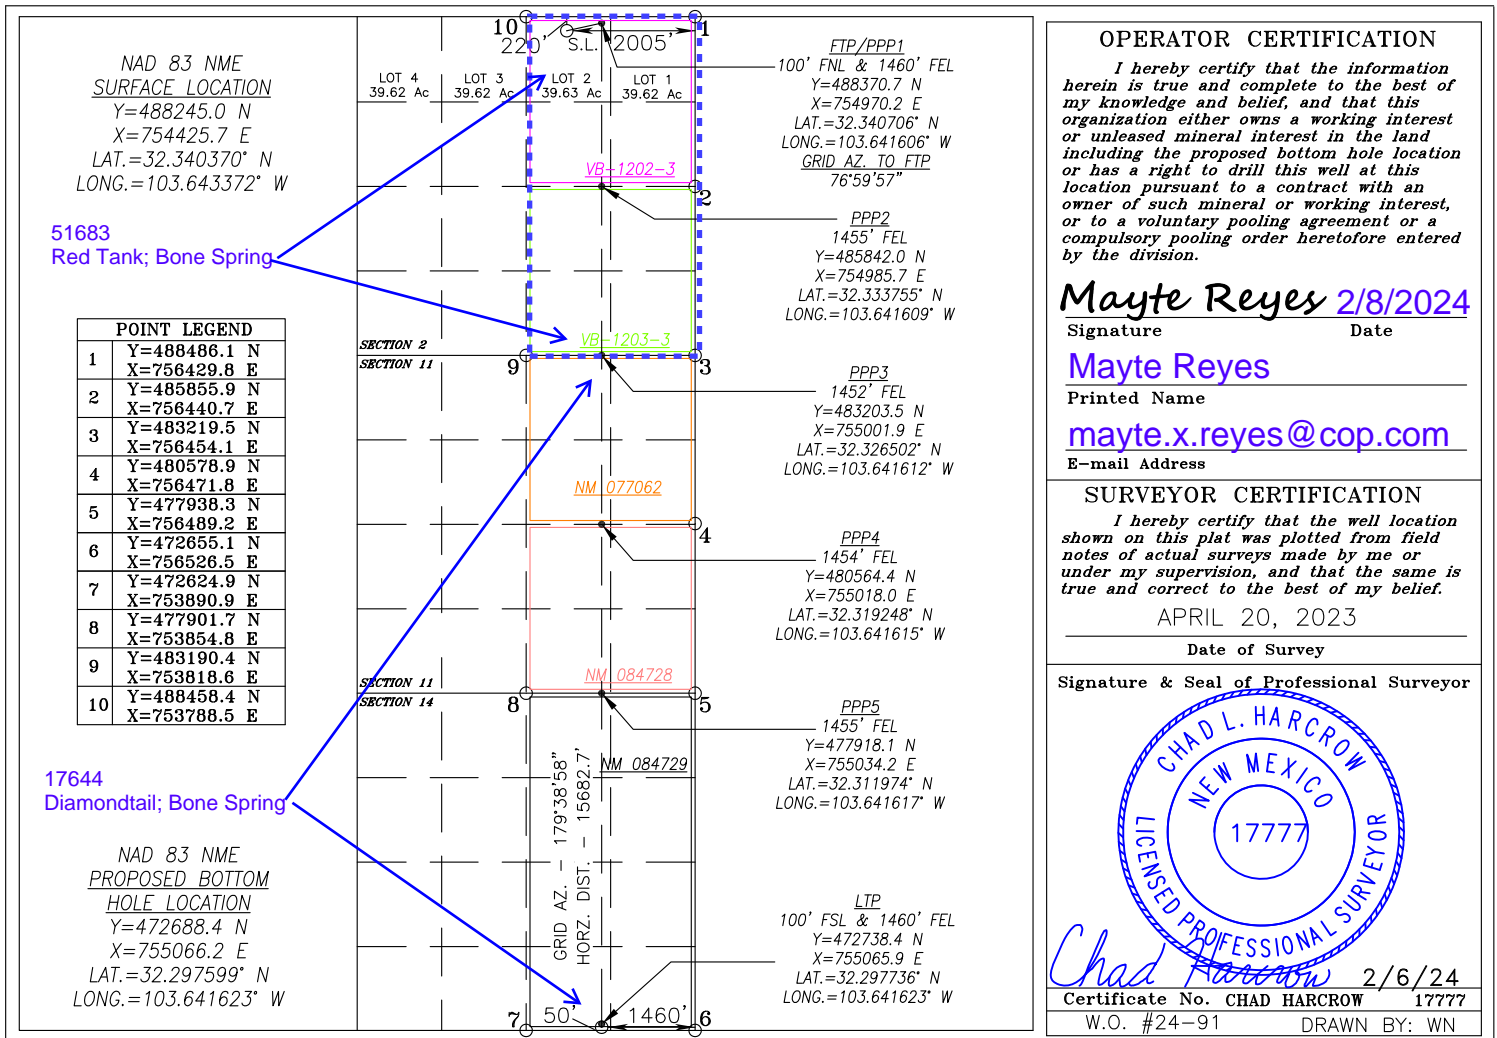 NAD 83 NME
SURFACE LOCATION
Y=488245.0 N
X=754425.7 E
LAT.=32.340370° N
LONG.=103.643372° W
51683
Red Tank; Bone Spring
POINT LEGEND
1 Y=488486.1 N
X=756429.8 E
2 Y=485855.9 N
X=756440.7 E
3 Y=483219.5 N
X=756454.1 E
4 Y=480578.9 N
X=756471.8 E
5 Y=477938.3 N
X=756489.2 E
6 Y=472655.1 N
X=756526.5 E
7 Y=472624.9 N
X=753890.9 E
8 Y=477901.7 N
X=753854.8 E
9 Y=483190.4 N
X=753818.6 E
10 Y=488458.4 N
X=753788.5 E
17644
Diamondtail; Bone Spring
NAD 83 NME
PROPOSED BOTTOM
HOLE LOCATION
Y=472688.4 N
X=755066.2 E
LAT.=32.297599° N
LONG.=103.641623° W
10
1
220'
S.L.
2005'
LOT 4
39.62 Ac
LOT 3
39.62 Ac
LOT 2
39.63 Ac
LOT 1
39.62 Ac
VB-1202-3
2
VB-1203-3
SECTION 2
SECTION 11
9
3
NM 077062
4
NM 084728
SECTION 11
SECTION 14
8
5
NM 084729
GRID AZ. - 179°38'58"
HORZ. DIST. - 15682.7'
7
50'
1460'
6
FTP/PPP1
100' FNL & 1460' FEL
Y=488370.7 N
X=754970.2 E
LAT.=32.340706° N
LONG.=103.641606° W
GRID AZ. TO FTP
76°59'57"
PPP2
1455' FEL
Y=485842.0 N
X=754985.7 E
LAT.=32.333755° N
LONG.=103.641609° W
PPP3
1452' FEL
Y=483203.5 N
X=755001.9 E
LAT.=32.326502° N
LONG.=103.641612° W
PPP4
1454' FEL
Y=480564.4 N
X=755018.0 E
LAT.=32.319248° N
LONG.=103.641615° W
PPP5
1455' FEL
Y=477918.1 N
X=755034.2 E
LAT.=32.311974° N
LONG.=103.641617° W
LTP
100' FSL & 1460' FEL
Y=472738.4 N
X=755065.9 E
LAT.=32.297736° N
LONG.=103.641623° W
OPERATOR CERTIFICATION
I hereby certify that the information
herein is true and complete to the best of
my knowledge and belief, and that this
organization either owns a working interest
or unleased mineral interest in the land
including the proposed bottom hole location
or has a right to drill this well at this
location pursuant to a contract with an
owner of such mineral or working interest,
or to a voluntary pooling agreement or a
compulsory pooling order heretofore entered
by the division.
Mayte Reyes 2/8/2024
Signature Date
Mayte Reyes
Printed Name
mayte.x.reyes@cop.com
E-mail Address
SURVEYOR CERTIFICATION
I hereby certify that the well location
shown on this plat was plotted from field
notes of actual surveys made by me or
under my supervision, and that the same is
true and correct to the best of my belief.
APRIL 20, 2023
Date of Survey
Signature & Seal of Professional Surveyor
CHAD L. HARCROW
NEW MEXICO
17777
LICENSED PROFESSIONAL SURVEYOR
Chad Harcrow 2/6/24
Certificate No. CHAD HARCROW 17777
W.O. #24-91 DRAWN BY: WN